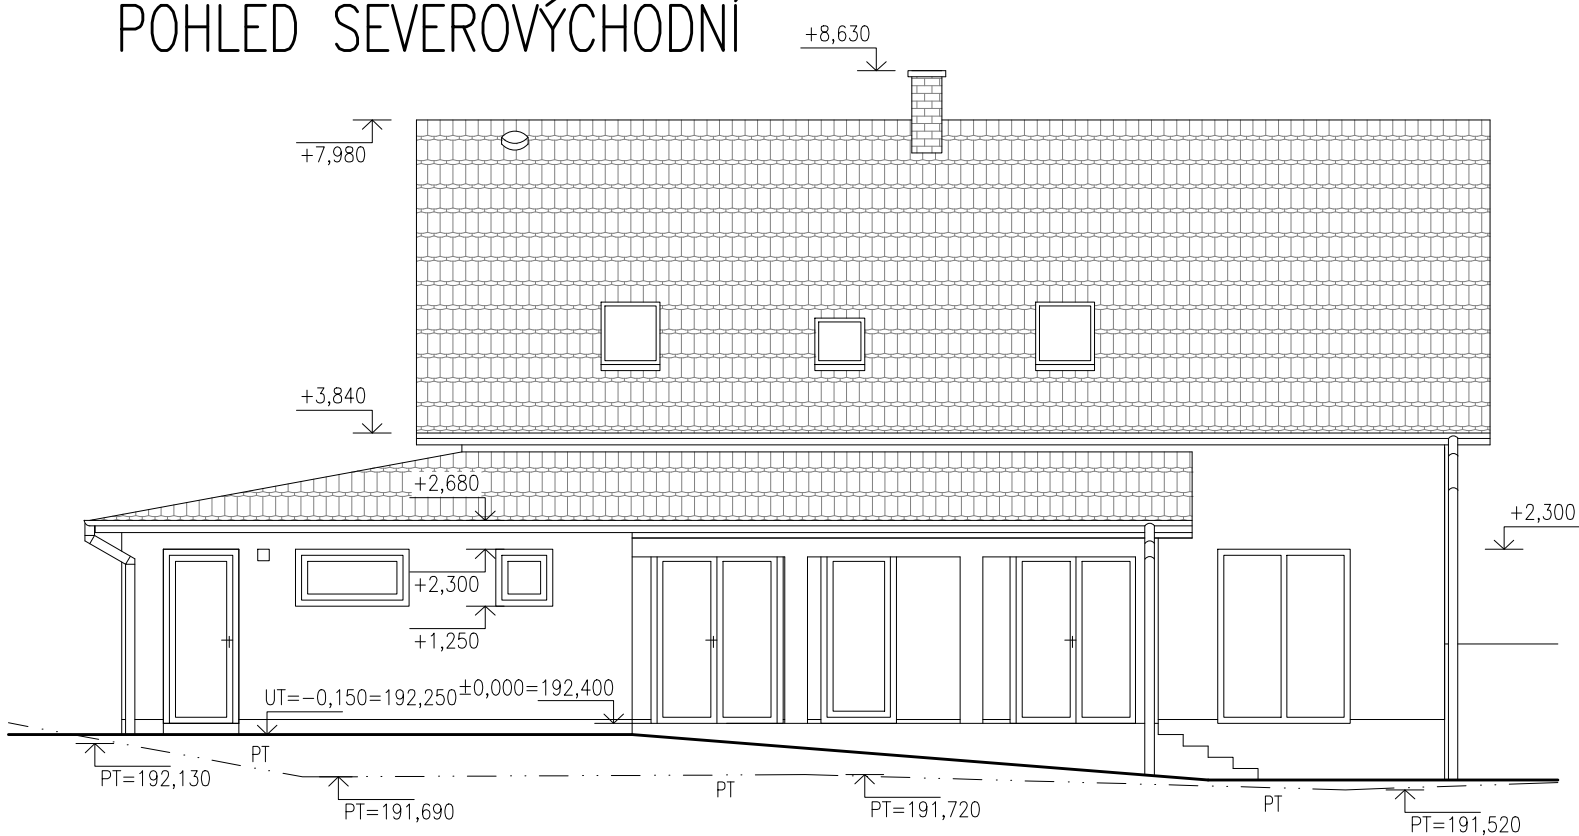 POHLED SEVEROVÝCHODNÍ
+8,630
+7,980
+3,840
+2,680
+2,300
+2,300
+1,250
UT=-0,150=192,250
±0,000=192,400
PT
PT=192,130
PT=191,690
PT
PT=191,720
PT
PT=191,520